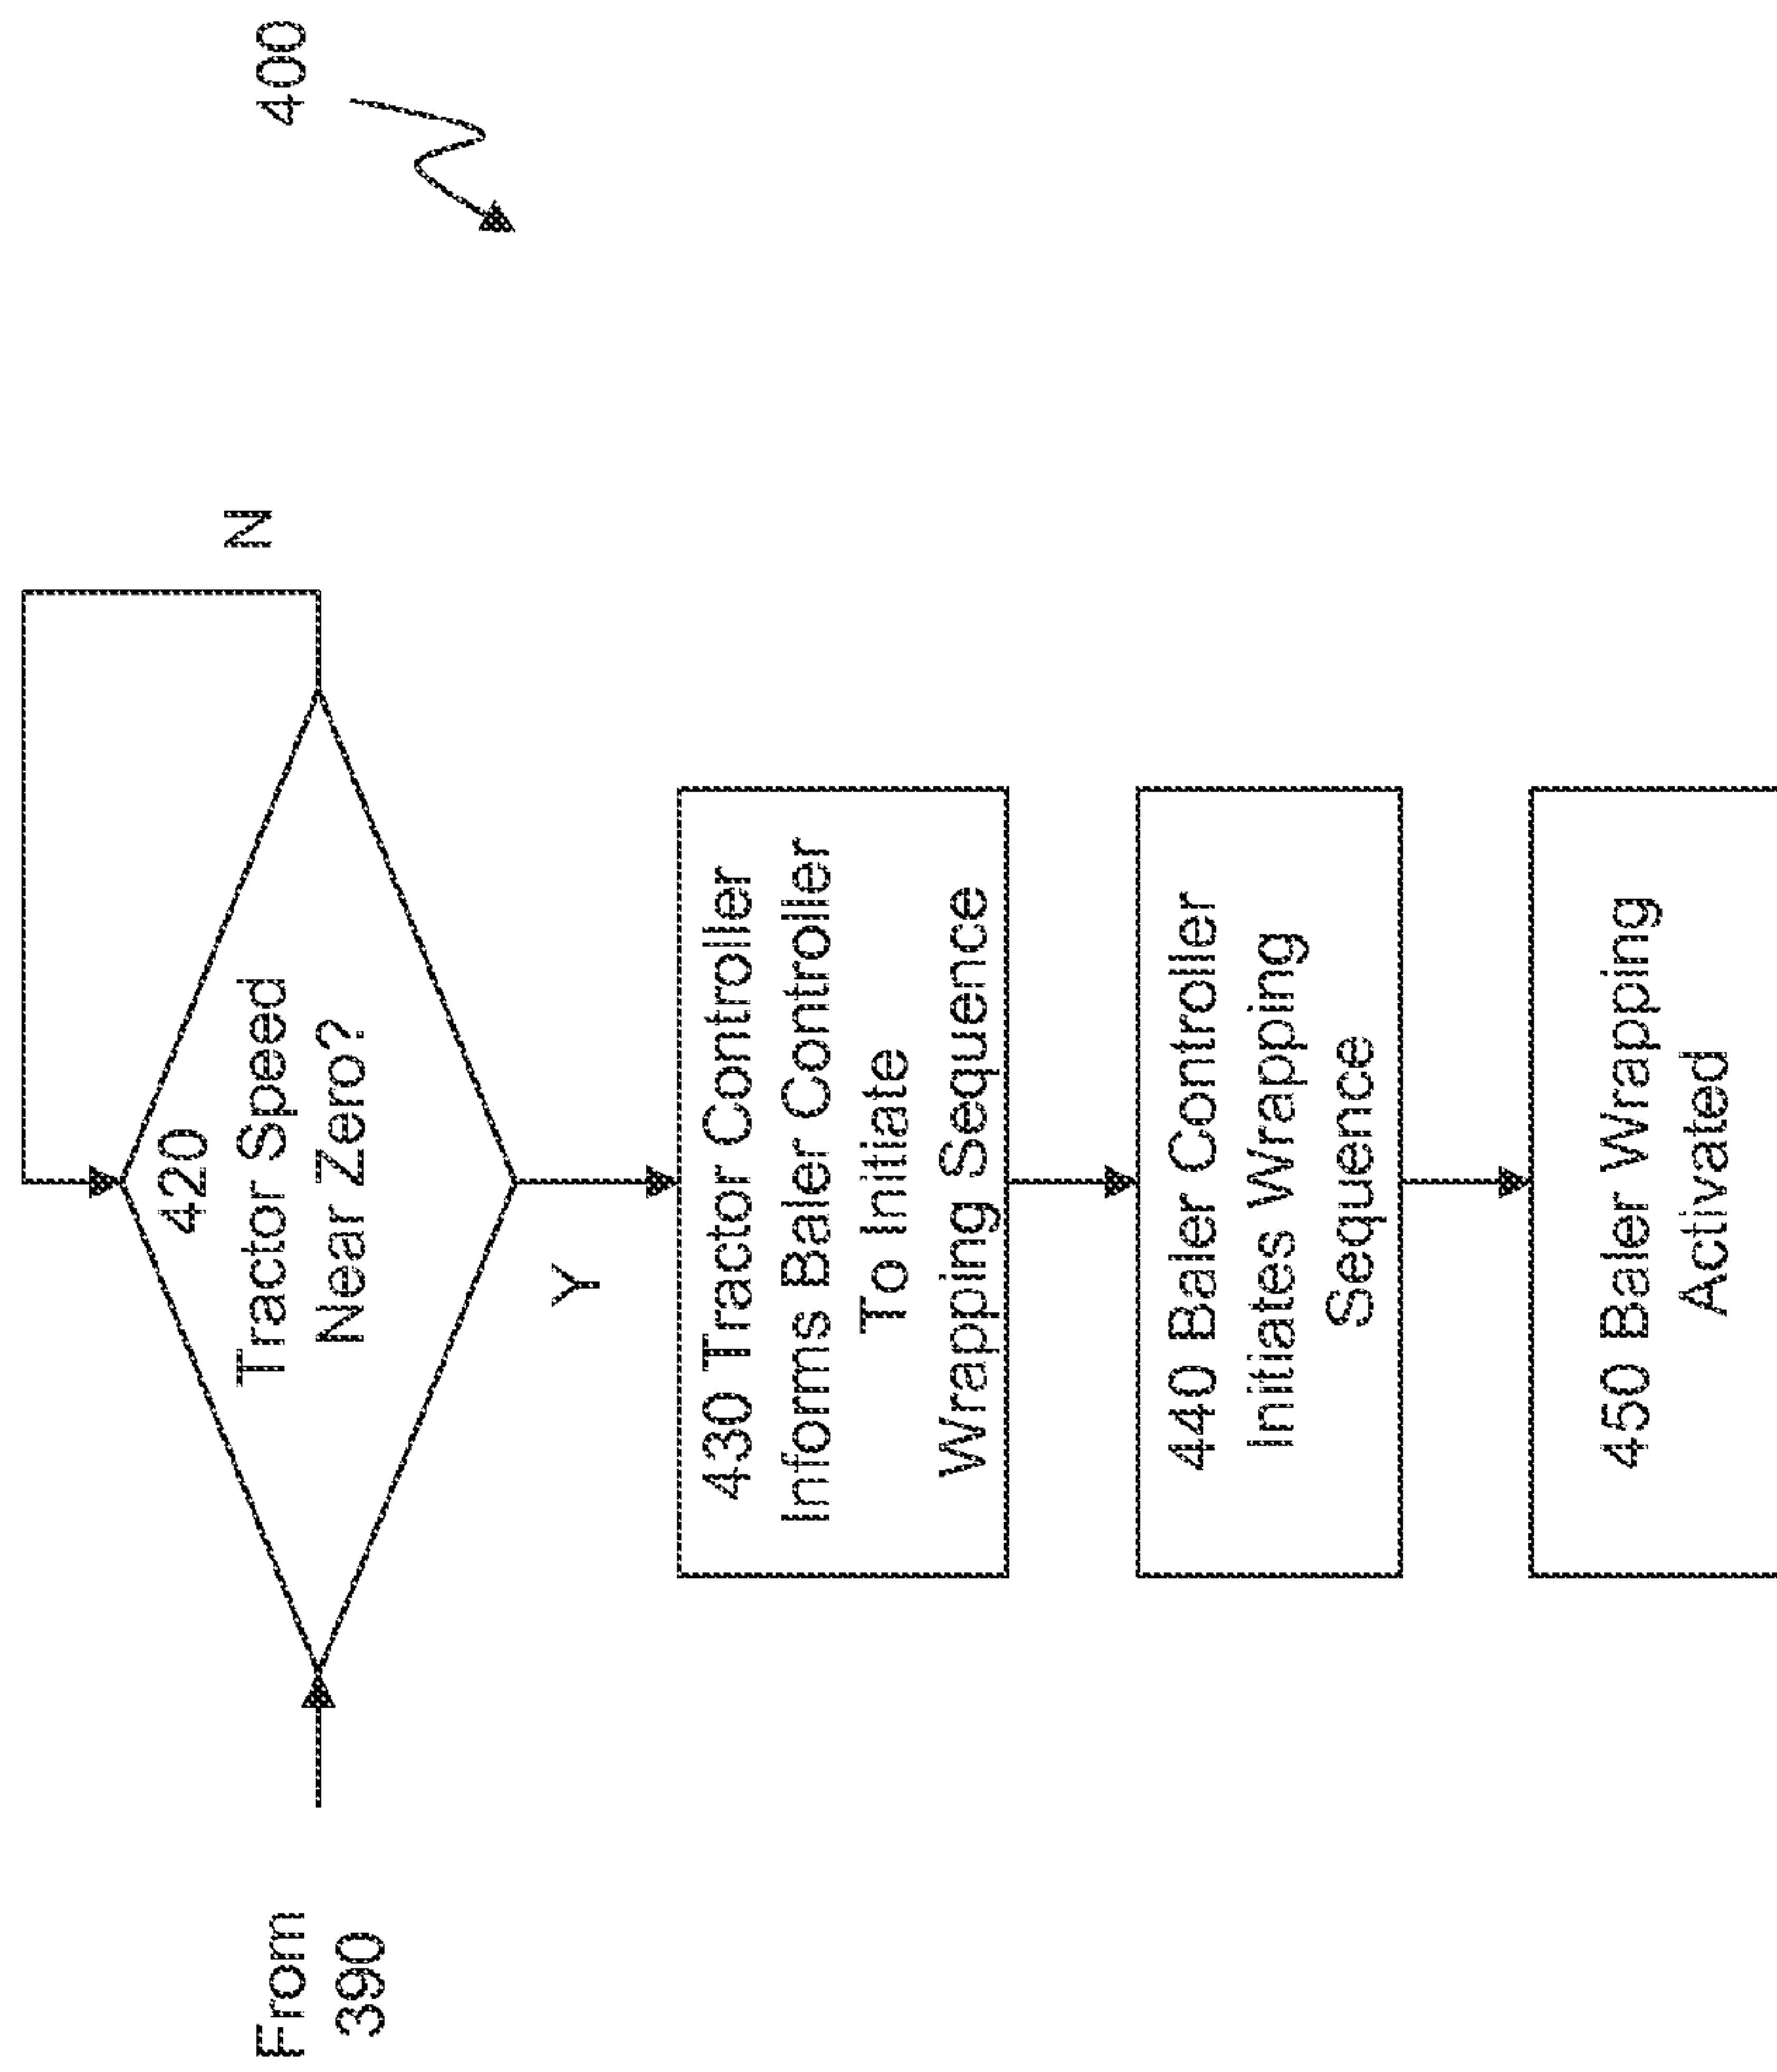 400
From
390
420
Tractor Speed
Near Zero?
N
Y
430 Tractor Controller
Informs Baler Controller
To Initiate
Wrapping Sequence
440 Baler Controller
Initiates Wrapping
Sequence
450 Baler Wrapping
Activated